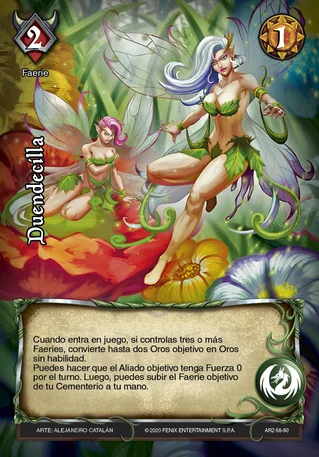 2
1
Faerie
Duendecilla
Cuando entra en juego, si controlas tres o más
Faeries, convierte hasta dos Oros objetivo en Oros
sin habilidad.
Puedes hacer que el Aliado objetivo tenga Fuerza 0
por el turno. Luego, puedes subir el Faerie objetivo
de tu Cementerio a tu mano.
ARTE: ALEJANDRO CATALÁN
© 2020 FENIX ENTERTAINMENT S.P.A.
AR2 68-80